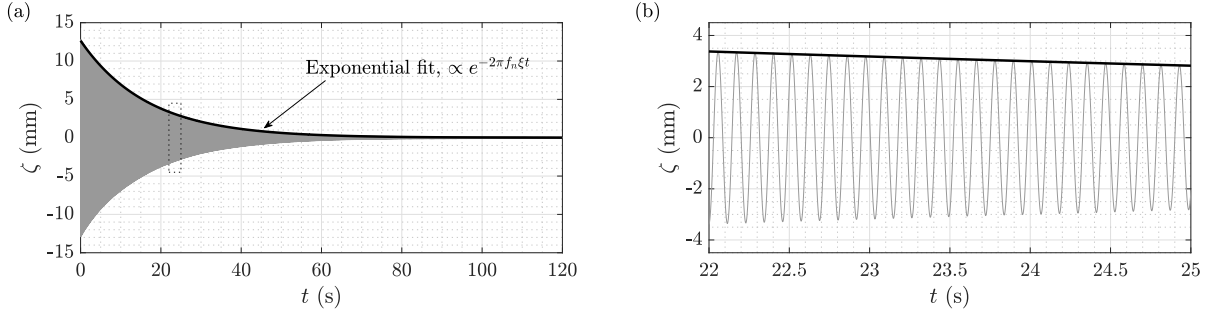 (a)
15
10
5
0
-5
-10
-15
ζ (mm)
Exponential fit, ∝ e^{-2πf_nξt}
0 20 40 60 80 100 120
t (s)
(b)
4
2
0
-2
-4
ζ (mm)
22 22.5 23 23.5 24 24.5 25
t (s)